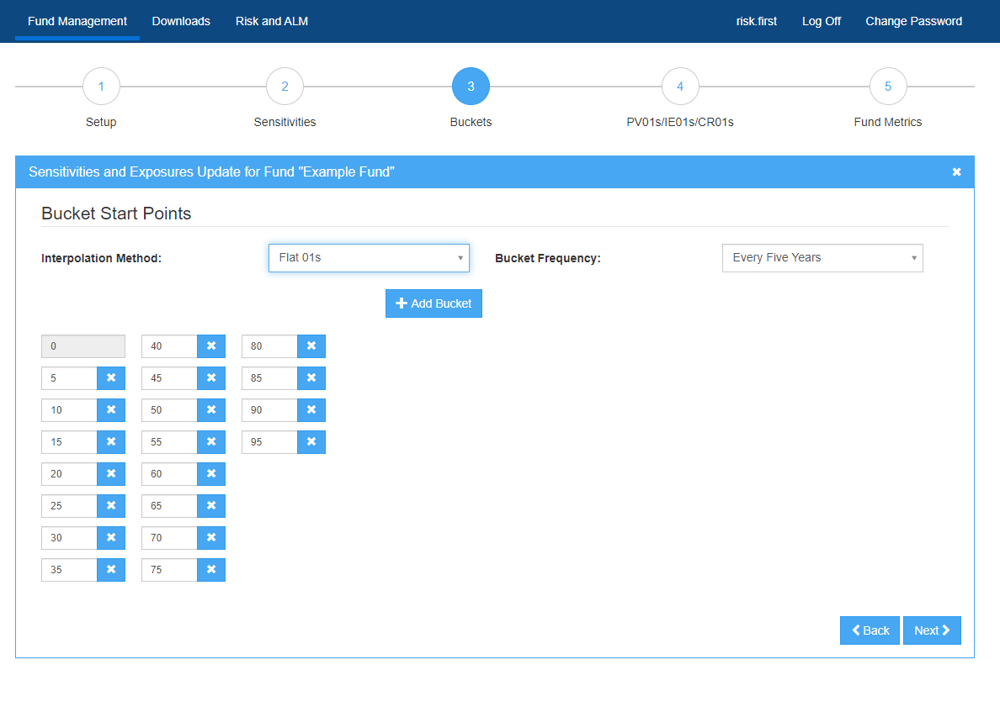 Fund Management Downloads Risk and ALM risk.first Log Off Change Password
1 2 3 4 5
Setup Sensitivities Buckets PV01s/IE01s/CR01s Fund Metrics
Sensitivities and Exposures Update for Fund "Example Fund"
Bucket Start Points
Interpolation Method: Flat 01s Bucket Frequency: Every Five Years
Add Bucket
0 40 80
5 45 85
10 50 90
15 55 95
20 60
25 65
30 70
35 75
Back Next